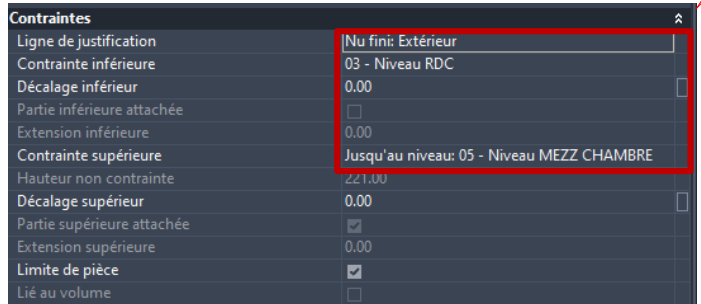 Contraintes
Ligne de justification Nu fini: Extérieur
Contrainte inférieure 03 - Niveau RDC
Décalage inférieur 0.00
Partie inférieure attachée
Extension inférieure 0.00
Contrainte supérieure Jusqu'au niveau: 05 - Niveau MEZZ CHAMBRE
Hauteur non contrainte 221.00
Décalage supérieur 0.00
Partie supérieure attachée
Extension supérieure 0.00
Limite de pièce
Lié au volume